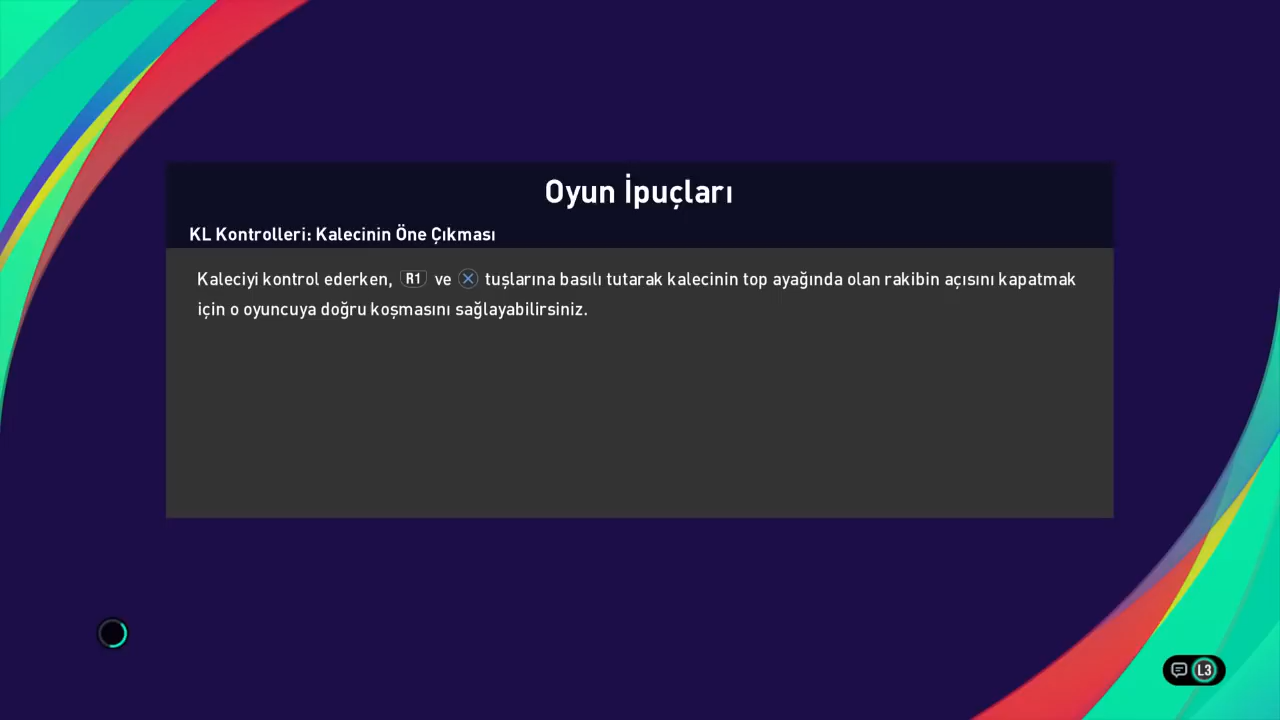 Oyun İpuçları
KL Kontrolleri: Kalecinin Öne Çıkması
Kaleciyi kontrol ederken, R1 ve ✕ tuşlarına basılı tutarak kalecinin top ayağında olan rakibin açısını kapatmak
için o oyuncuya doğru koşmasını sağlayabilirsiniz.
L3